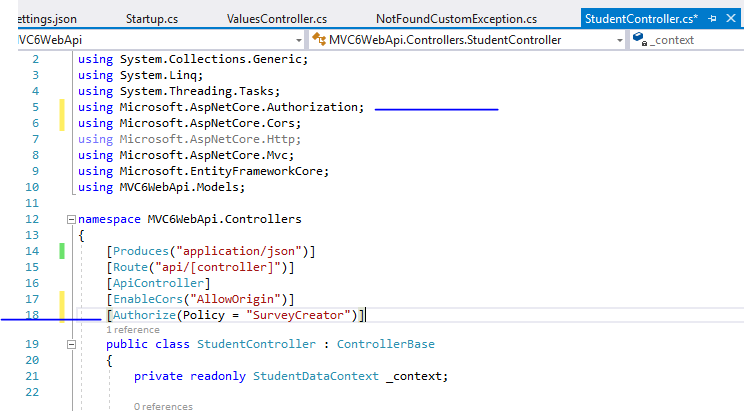 ettings.json Startup.cs ValuesController.cs NotFoundCustomException.cs StudentController.cs*
MVC6WebApi MVC6WebApi.Controllers.StudentController _context
2 using System.Collections.Generic;
3 using System.Linq;
4 using System.Threading.Tasks;
5 using Microsoft.AspNetCore.Authorization;
6 using Microsoft.AspNetCore.Cors;
7 using Microsoft.AspNetCore.Http;
8 using Microsoft.AspNetCore.Mvc;
9 using Microsoft.EntityFrameworkCore;
10 using MVC6WebApi.Models;
11
12 namespace MVC6WebApi.Controllers
13 {
14 [Produces("application/json")]
15 [Route("api/[controller]")]
16 [ApiController]
17 [EnableCors("AllowOrigin")]
18 [Authorize(Policy = "SurveyCreator")]
1 reference
19 public class StudentController : ControllerBase
20 {
21 private readonly StudentDataContext _context;
22
0 references